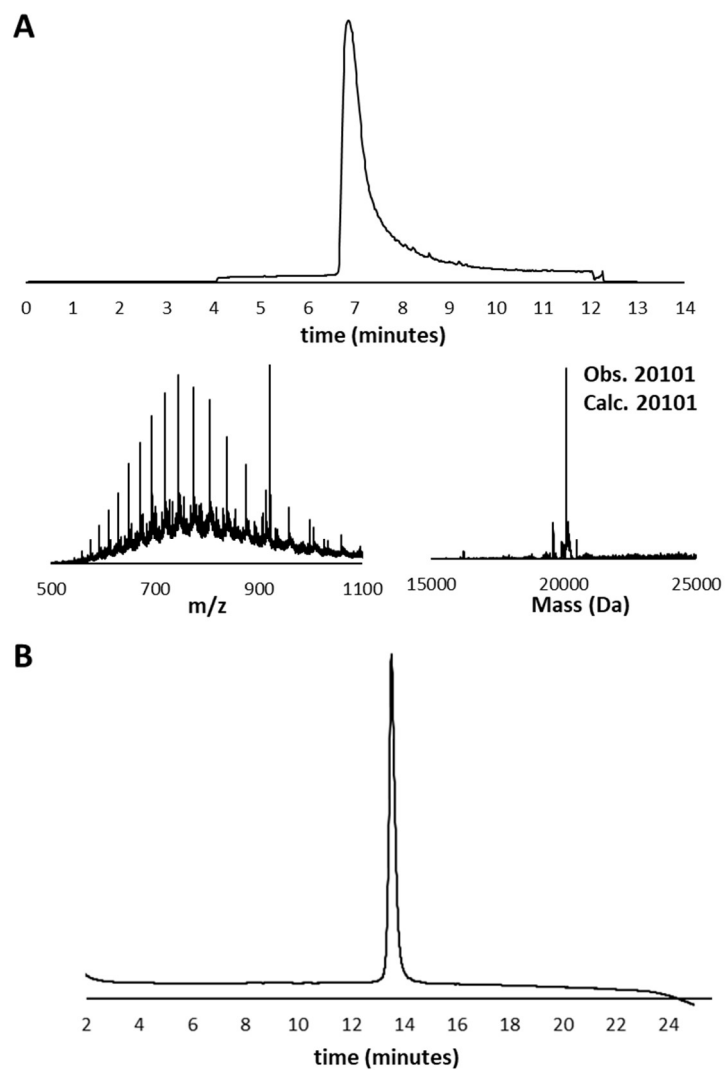 A
0 1 2 3 4 5 6 7 8 9 10 11 12 13 14
time (minutes)
Obs. 20101
Calc. 20101
500 700 900 1100
m/z
15000 20000 25000
Mass (Da)
B
2 4 6 8 10 12 14 16 18 20 22 24
time (minutes)